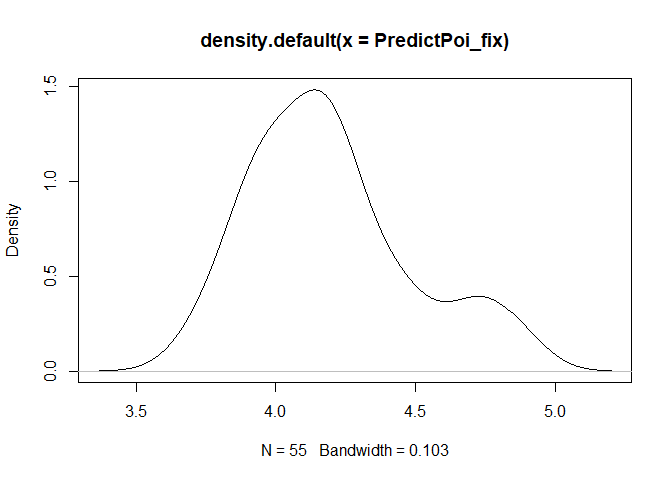 density.default(x = PredictPoi_fix)
Density
1.5
1.0
0.5
0.0
3.5 4.0 4.5 5.0
N = 55 Bandwidth = 0.103